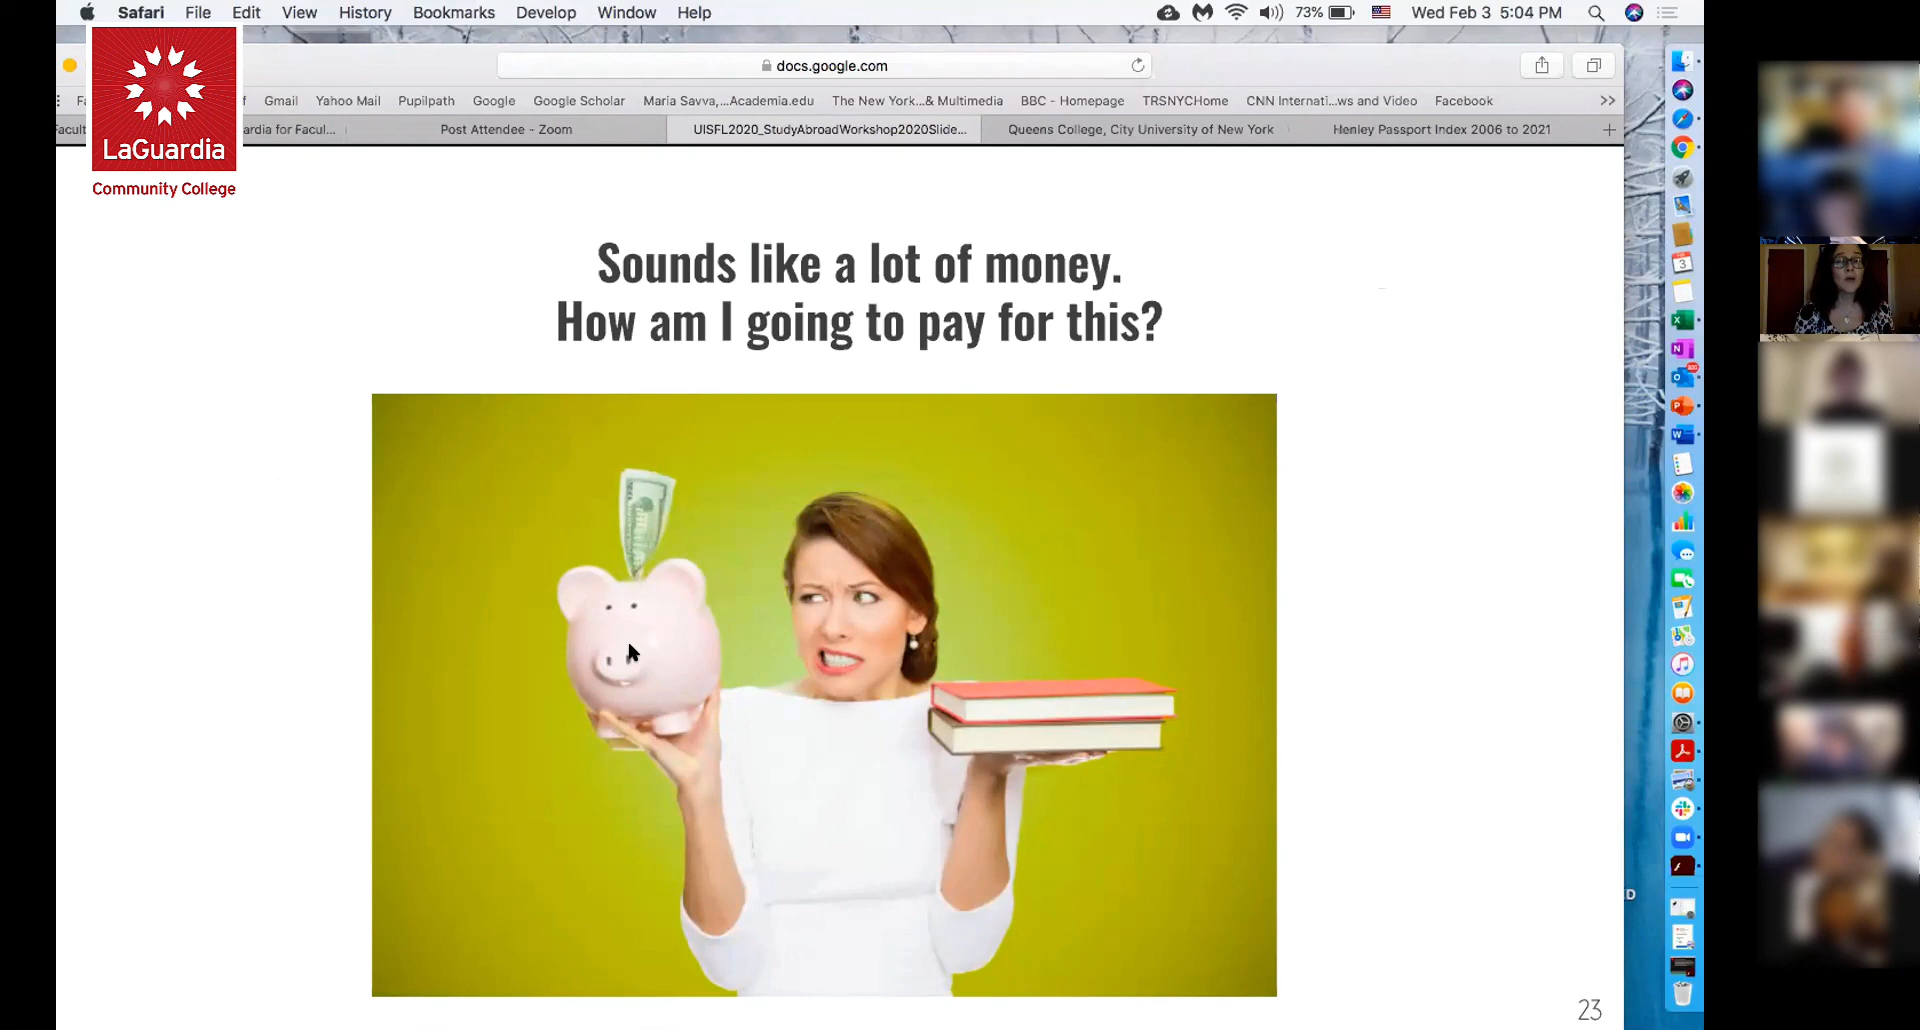 Safari File Edit View History Bookmarks Develop Window Help 73% Wed Feb 3 5:04 PM
LaGuardia
Community College
docs.google.com
Gmail Yahoo Mail Pupilpath Google Google Scholar Maria Savva,...Academia.edu The New York...& Multimedia BBC - Homepage TRSNYCHome CNN Internati...ws and Video Facebook
ardia for Facul... Post Attendee - Zoom UISFL2020_StudyAbroadWorkshop2020Slide... Queens College, City University of New York Henley Passport Index 2006 to 2021
Sounds like a lot of money.
How am I going to pay for this?
23